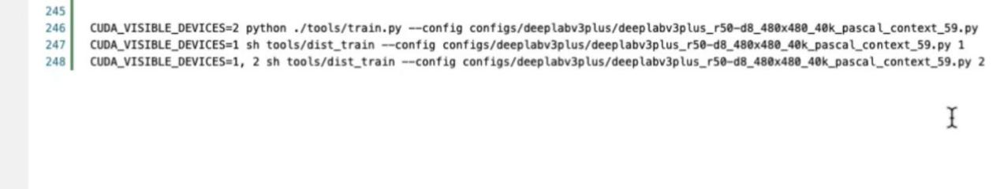 245
246 CUDA_VISIBLE_DEVICES=2 python ./tools/train.py --config configs/deeplabv3plus/deeplabv3plus_r50-d8_480x480_40k_pascal_context_59.py
247 CUDA_VISIBLE_DEVICES=1 sh tools/dist_train --config configs/deeplabv3plus/deeplabv3plus_r50-d8_480x480_40k_pascal_context_59.py 1
248 CUDA_VISIBLE_DEVICES=1, 2 sh tools/dist_train --config configs/deeplabv3plus/deeplabv3plus_r50-d8_480x480_40k_pascal_context_59.py 2